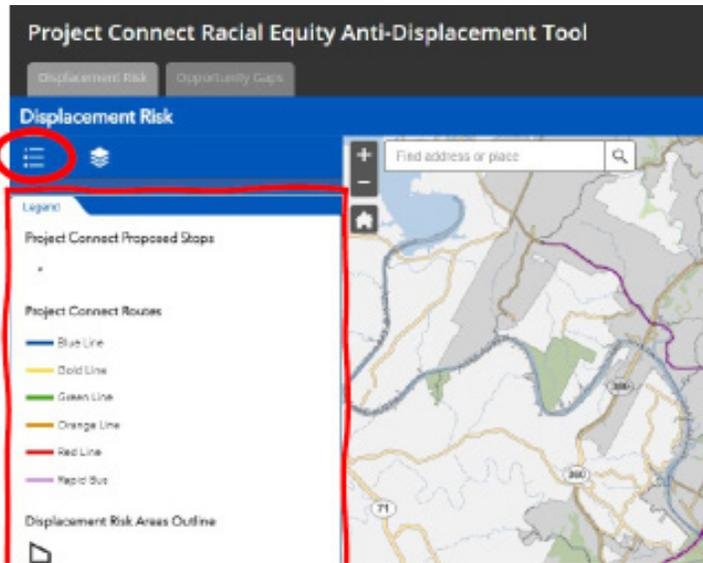 Project Connect Racial Equity Anti-Displacement Tool
Displacement Risk
Opportunity Gaps
Displacement Risk
Find address or place
Legend
Project Connect Proposed Stops
Project Connect Routes
Blue Line
Gold Line
Green Line
Orange Line
Red Line
Rapid Bus
Displacement Risk Areas Outline
360
360
71